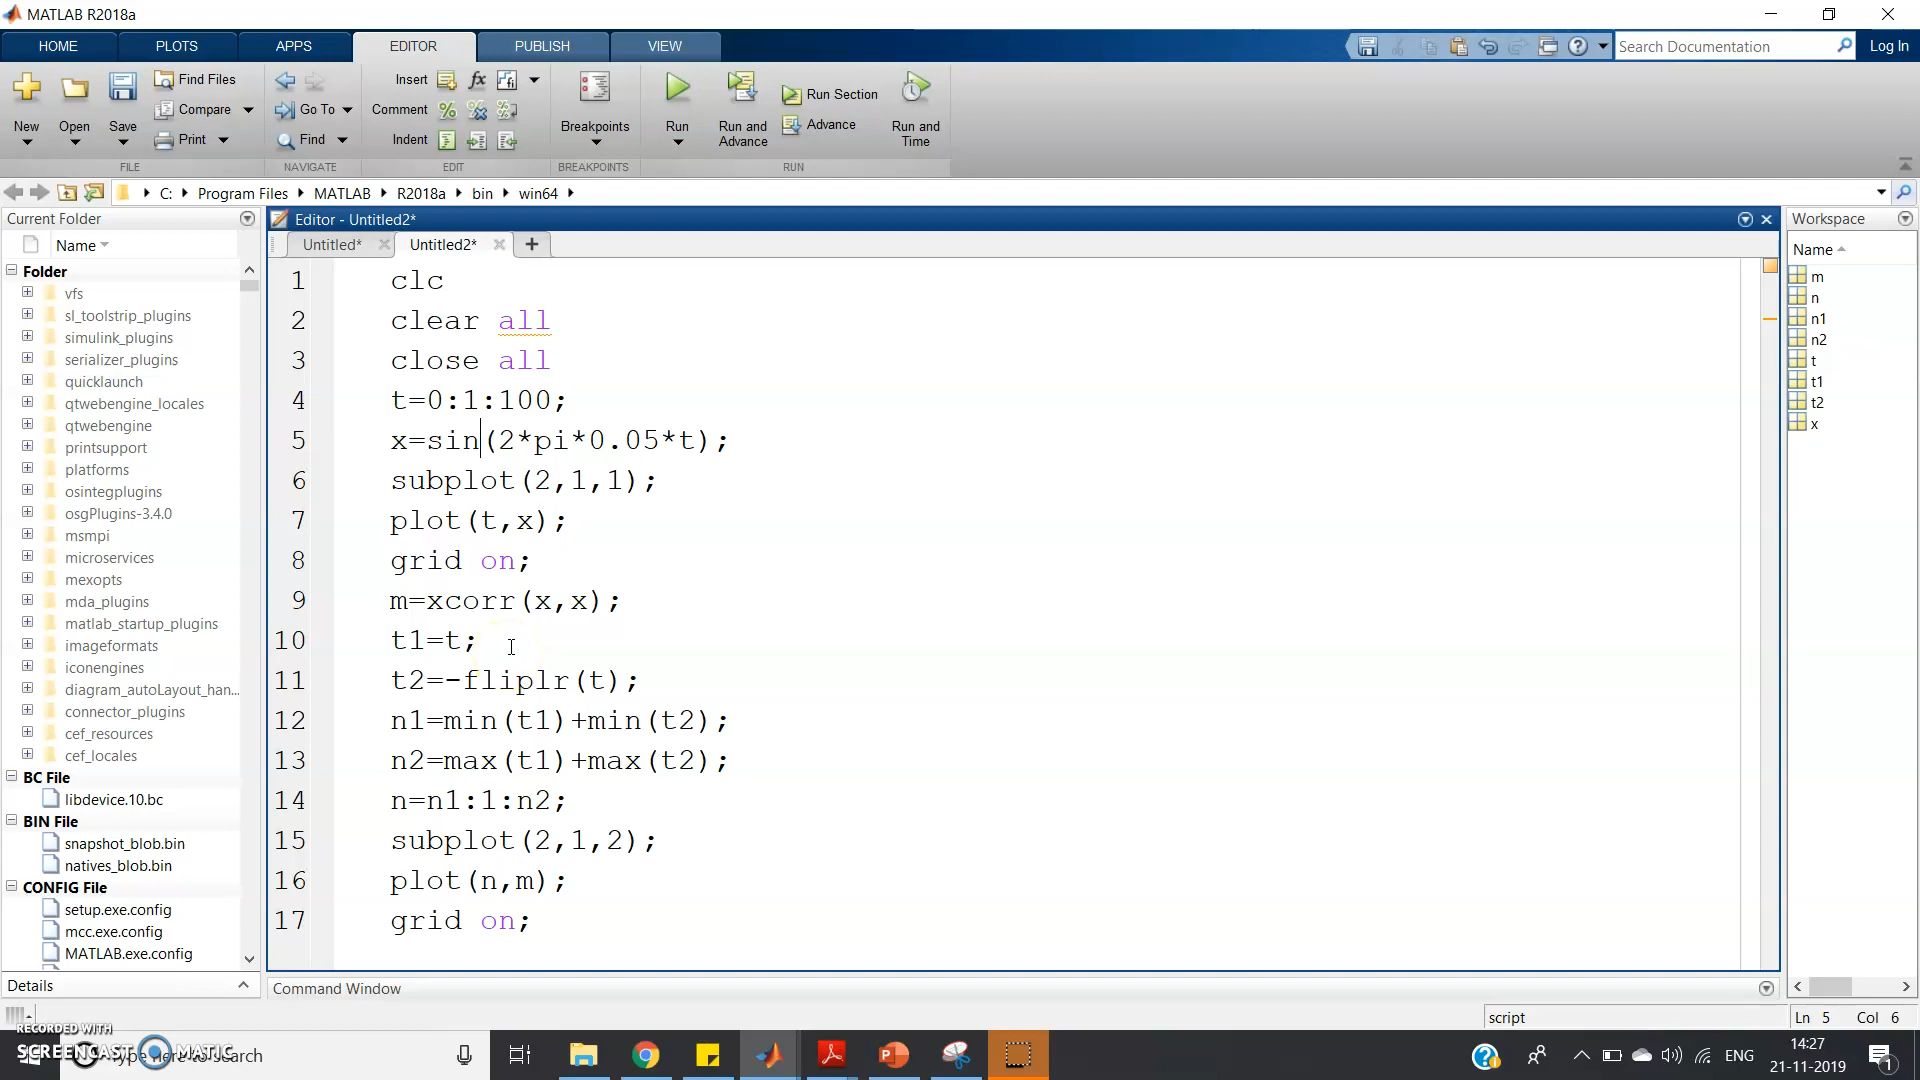 MATLAB R2018a
HOME PLOTS APPS EDITOR PUBLISH VIEW
Search Documentation
Log In
New
Open
Save
Find Files
Compare
Print
FILE
Go To
Find
NAVIGATE
Insert
Comment
Indent
EDIT
Breakpoints
BREAKPOINTS
Run
Run and Advance
Run Section
Advance
Run and Time
RUN
C: Program Files MATLAB R2018a bin win64
Current Folder
Name
Folder
vfs
sl_toolstrip_plugins
simulink_plugins
serializer_plugins
quicklaunch
qtwebengine_locales
qtwebengine
printsupport
platforms
osintegplugins
osgPlugins-3.4.0
msmpi
microservices
mexopts
mda_plugins
matlab_startup_plugins
imageformats
iconengines
diagram_autoLayout_han...
connector_plugins
cef_resources
cef_locales
BC File
libdevice.10.bc
BIN File
snapshot_blob.bin
natives_blob.bin
CONFIG File
setup.exe.config
mcc.exe.config
MATLAB.exe.config
Details
Editor - Untitled2*
Untitled* Untitled2*
1 clc
2 clear all
3 close all
4 t=0:1:100;
5 x=sin(2*pi*0.05*t);
6 subplot(2,1,1);
7 plot(t,x);
8 grid on;
9 m=xcorr(x,x);
10 t1=t;
11 t2=-fliplr(t);
12 n1=min(t1)+min(t2);
13 n2=max(t1)+max(t2);
14 n=n1:1:n2;
15 subplot(2,1,2);
16 plot(n,m);
17 grid on;
Command Window
Workspace
Name
m
n
n1
n2
t
t1
t2
x
script
Ln 5 Col 6
RECORDED WITH
SCREENCAST MATIC
Type here to search
ENG
14:27
21-11-2019
1